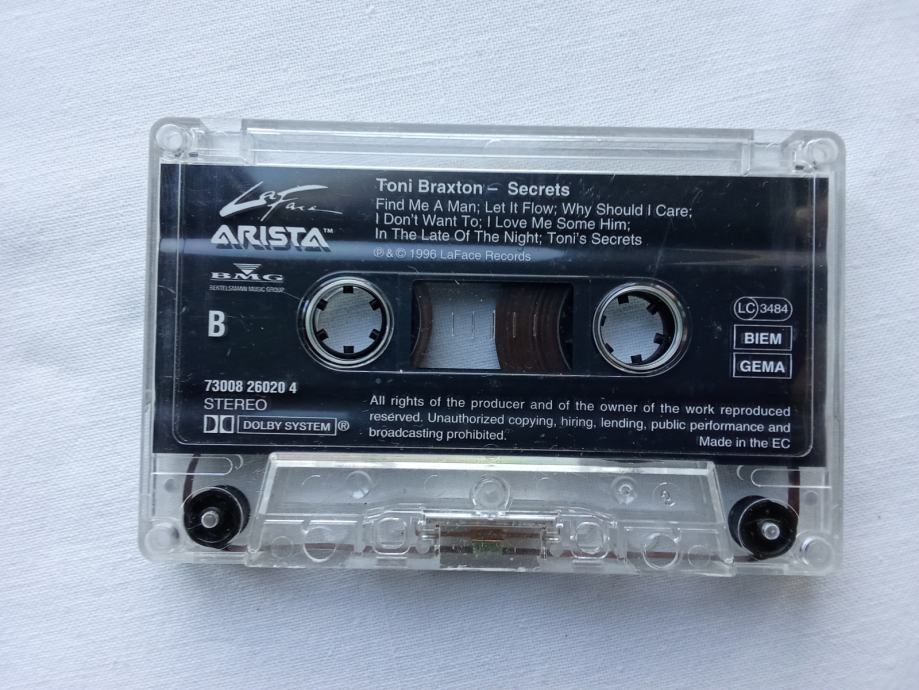 LaFace
ARISTA™
BMG
BERTELSMANN MUSIC GROUP
B
Toni Braxton – Secrets
Find Me A Man; Let It Flow; Why Should I Care;
I Don't Want To; I Love Me Some Him;
In The Late Of The Night; Toni's Secrets
℗ & © 1996 LaFace Records
LC 3484
BIEM
GEMA
73008 26020 4
STEREO
DOLBY SYSTEM ®
All rights of the producer and of the owner of the work reproduced
reserved. Unauthorized copying, hiring, lending, public performance and
broadcasting prohibited.
Made in the EC